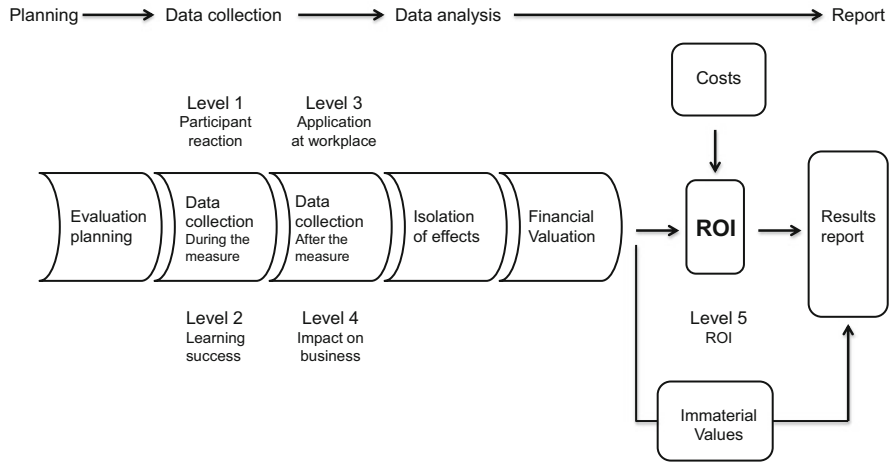 Planning
Data collection
Data analysis
Report
Costs
Level 1
Participant
reaction
Level 3
Application
at workplace
Evaluation
planning
Data
collection
During the
measure
Data
collection
After the
measure
Isolation
of effects
Financial
Valuation
ROI
Results
report
Level 2
Learning
success
Level 4
Impact on
business
Level 5
ROI
Immaterial
Values